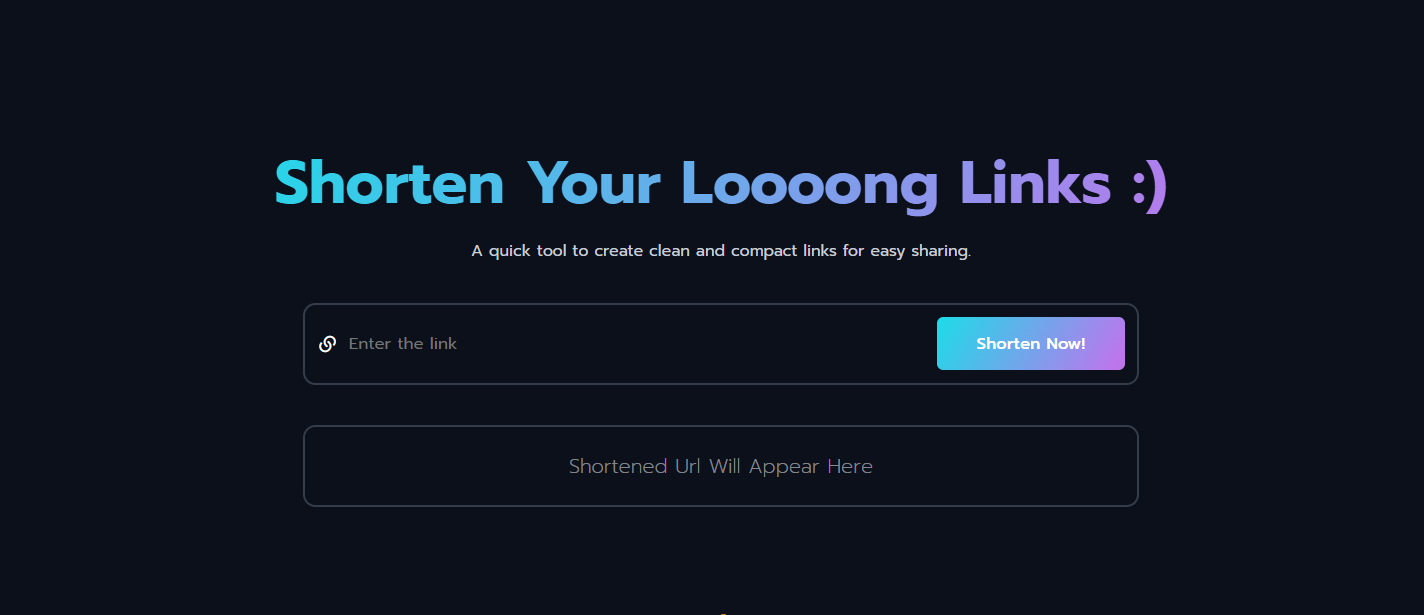 Shorten Your Loooong Links :)
A quick tool to create clean and compact links for easy sharing.
Enter the link
Shorten Now!
Shortened Url Will Appear Here